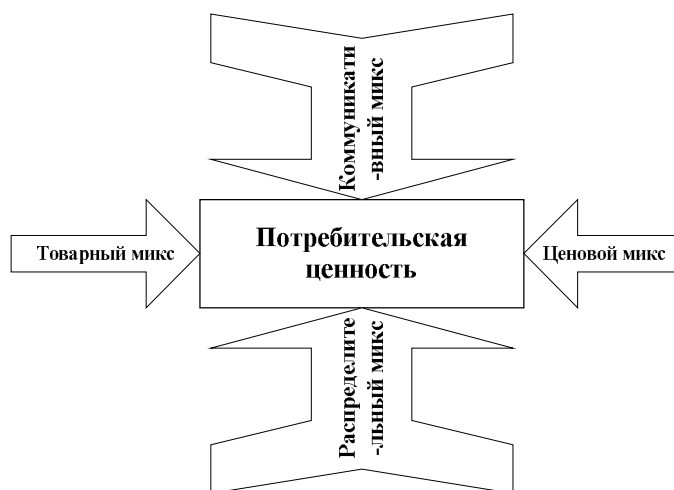 Коммуникати
-вный микс
Товарный микс
Потребительская
ценность
Ценовой микс
Распределите
-льный микс